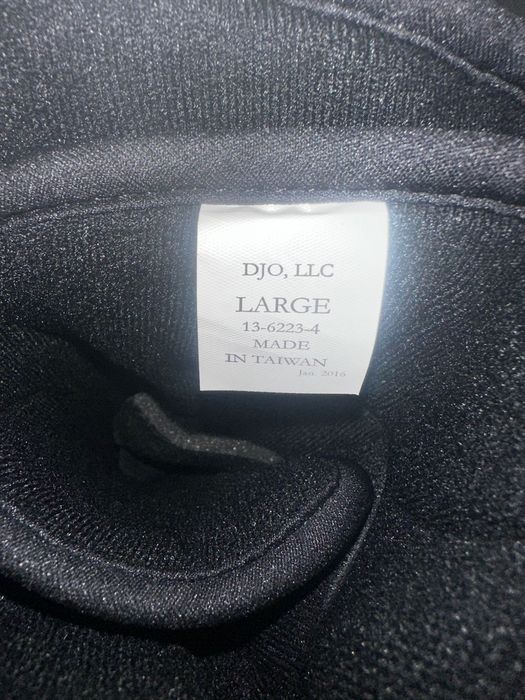 DJO, LLC
LARGE
13-6223-4
MADE
IN TAIWAN
Jan. 2016